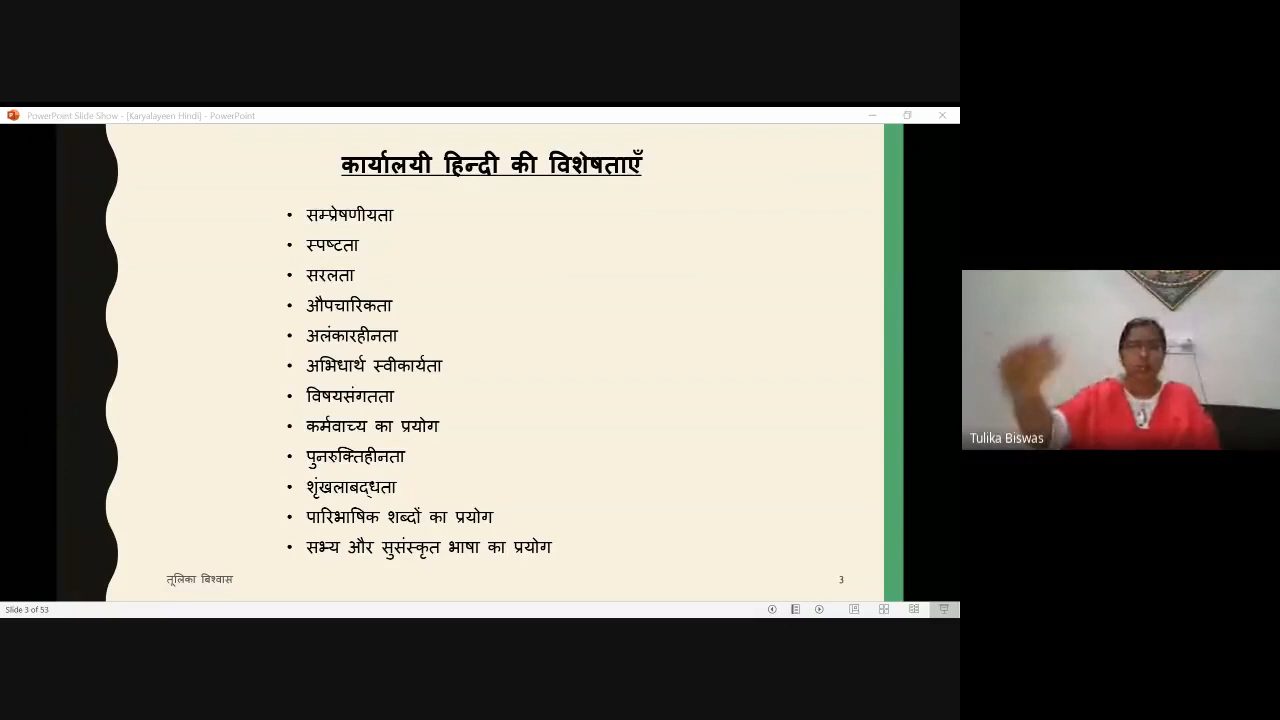 PowerPoint Slide Show - [Karyalayeen Hindi] - PowerPoint
कार्यालयी हिन्दी की विशेषताएँ
• सम्प्रेषणीयता
• स्पष्टता
• सरलता
• औपचारिकता
• अलंकारहीनता
• अभिधार्थ स्वीकार्यता
• विषयसंगतता
• कर्मवाच्य का प्रयोग
• पुनरुक्तिहीनता
• शृंखलाबद्धता
• पारिभाषिक शब्दों का प्रयोग
• सभ्य और सुसंस्कृत भाषा का प्रयोग
तूलिका बिश्वास 3
Slide 3 of 53
Tulika Biswas